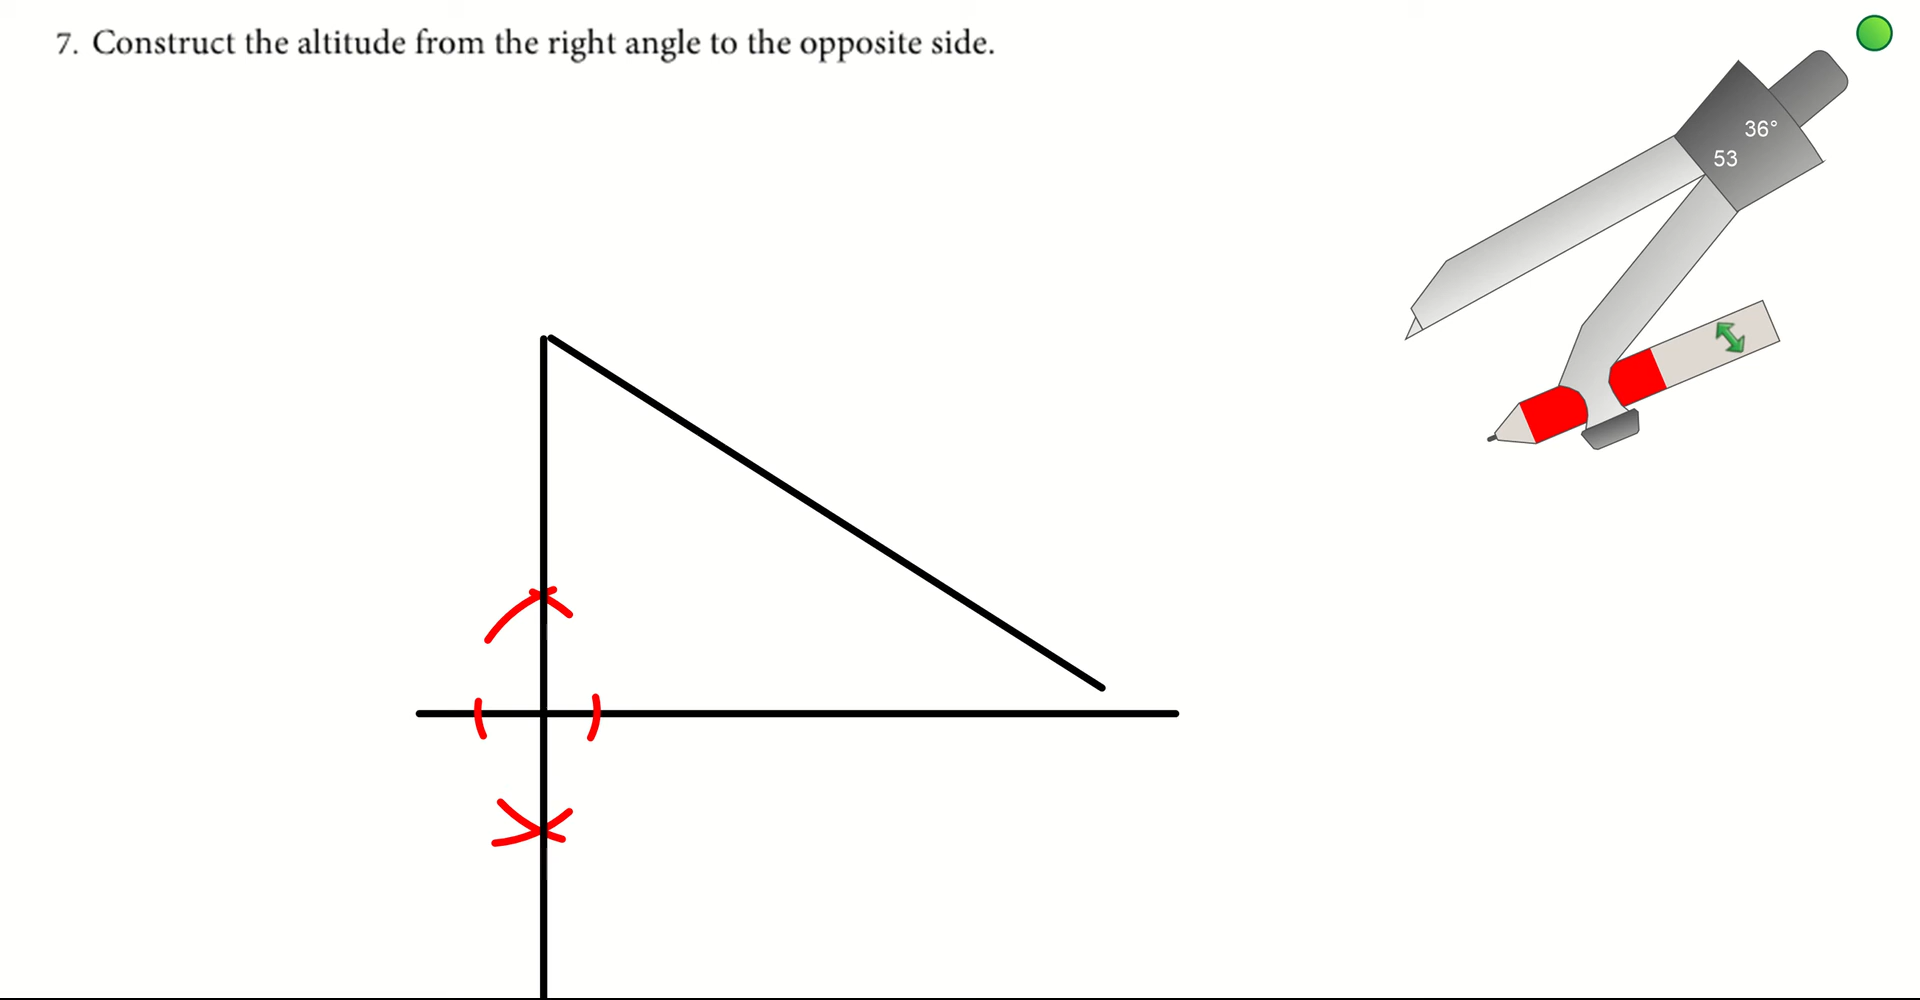 7. Construct the altitude from the right angle to the opposite side.
36°
53